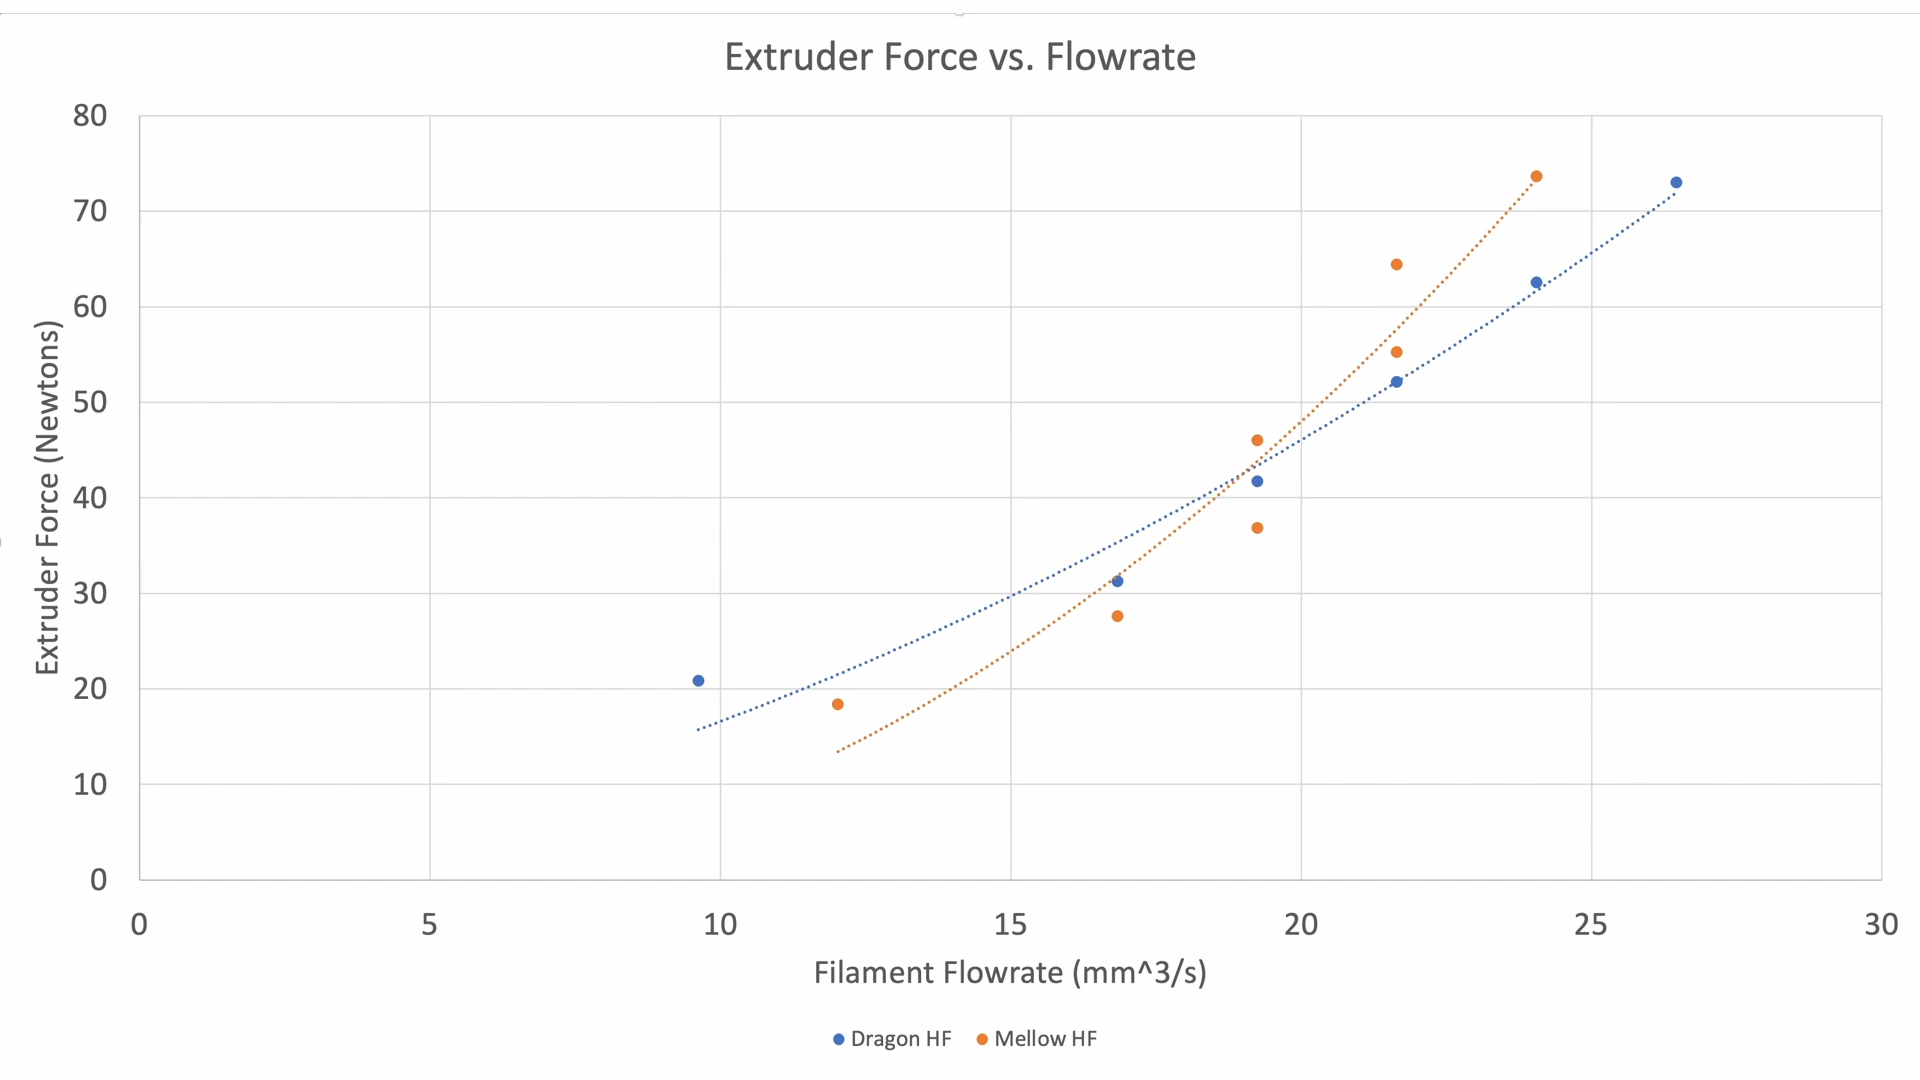 Extruder Force vs. Flowrate
80
70
60
50
40
30
20
10
0
Extruder Force (Newtons)
0 5 10 15 20 25 30
Filament Flowrate (mm^3/s)
Dragon HF Mellow HF